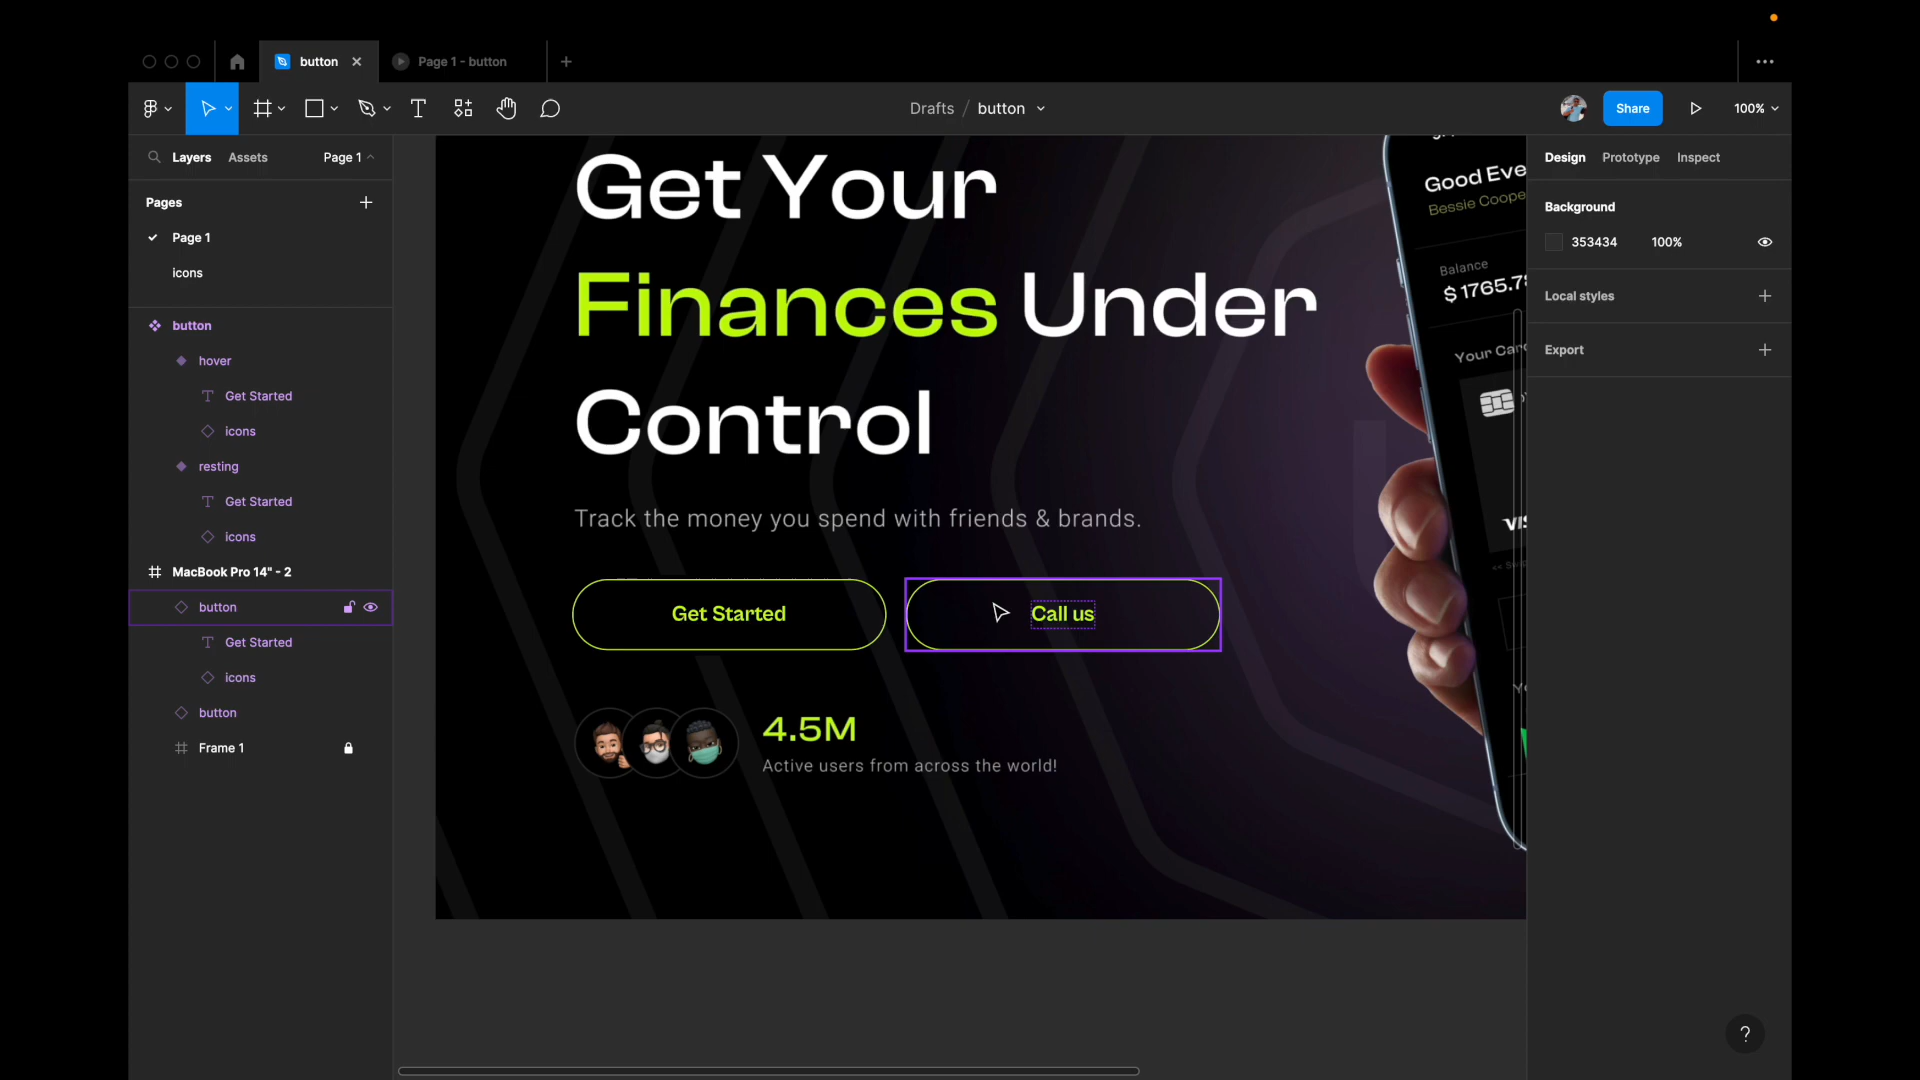 button
Page 1 - button
Drafts / button
Share
100%
Layers
Assets
Page 1
Pages
Page 1
icons
button
hover
Get Started
icons
resting
Get Started
icons
MacBook Pro 14" - 2
button
Get Started
icons
button
Frame 1
Get Your
Finances Under
Control
Track the money you spend with friends & brands.
Get Started
Call us
4.5M
Active users from across the world!
Good Eve
Bessie Coope
Balance
$ 1765.78
Your Car
VIS
Design
Prototype
Inspect
Background
353434
100%
Local styles
Export
?